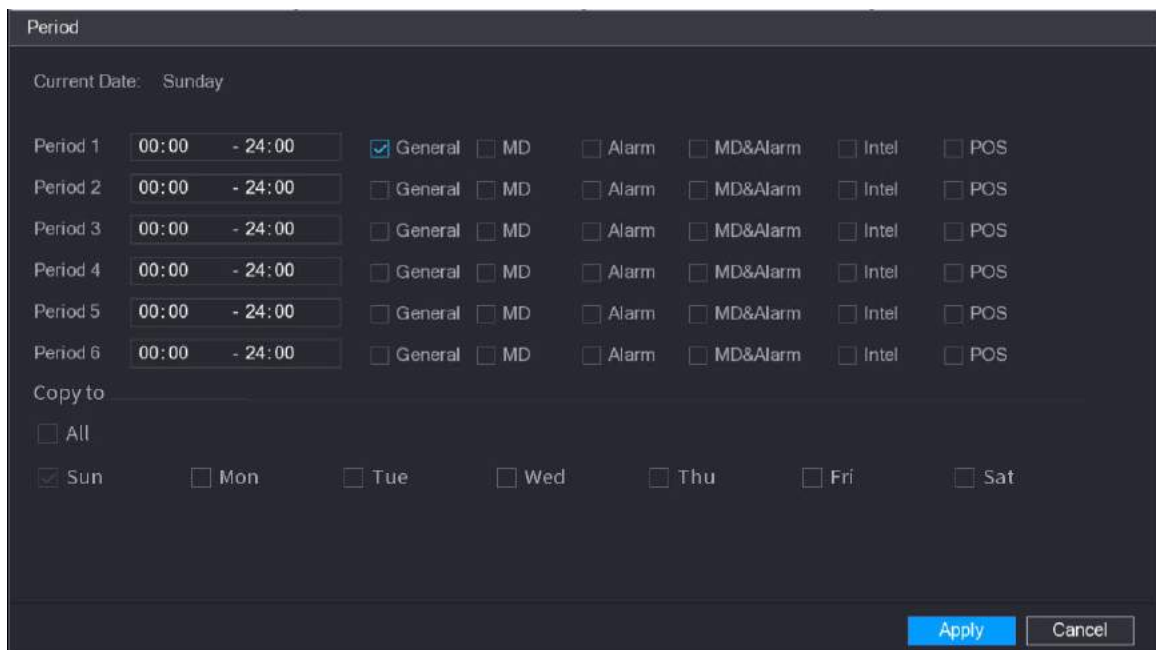 Period
Current Date: Sunday
Period 1 00:00 - 24:00 General MD Alarm MD&Alarm Intel POS
Period 2 00:00 - 24:00 General MD Alarm MD&Alarm Intel POS
Period 3 00:00 - 24:00 General MD Alarm MD&Alarm Intel POS
Period 4 00:00 - 24:00 General MD Alarm MD&Alarm Intel POS
Period 5 00:00 - 24:00 General MD Alarm MD&Alarm Intel POS
Period 6 00:00 - 24:00 General MD Alarm MD&Alarm Intel POS
Copy to
All
Sun Mon Tue Wed Thu Fri Sat
Apply Cancel